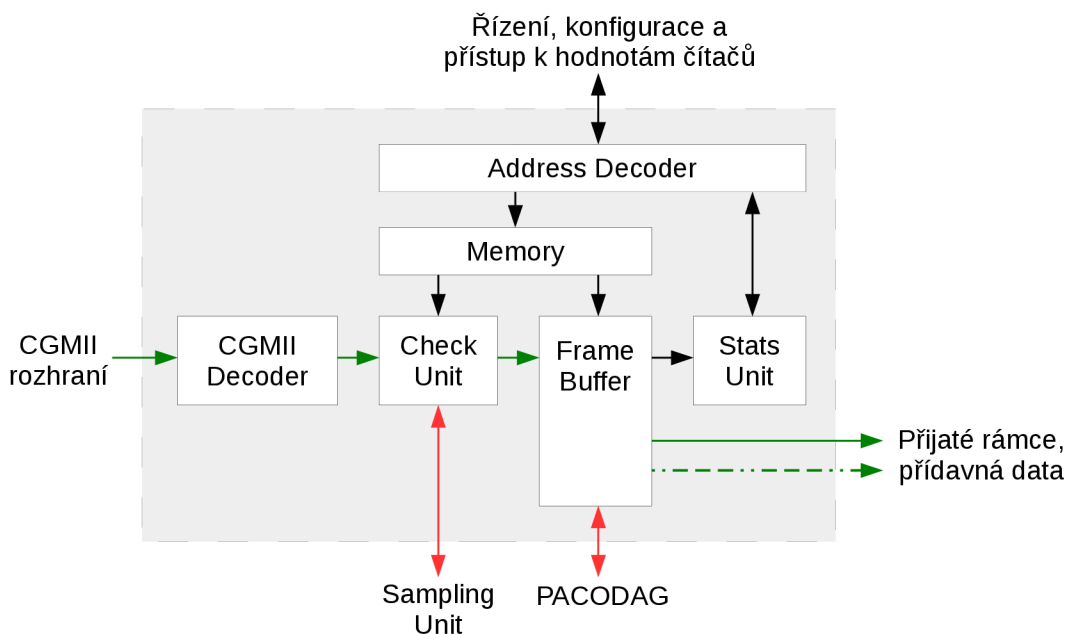 Řízení, konfigurace a
přístup k hodnotám čítačů
Address Decoder
Memory
CGMII
rozhraní
CGMII
Decoder
Check
Unit
Frame
Buffer
Stats
Unit
Přijaté rámce,
přídavná data
Sampling
Unit
PACODAG